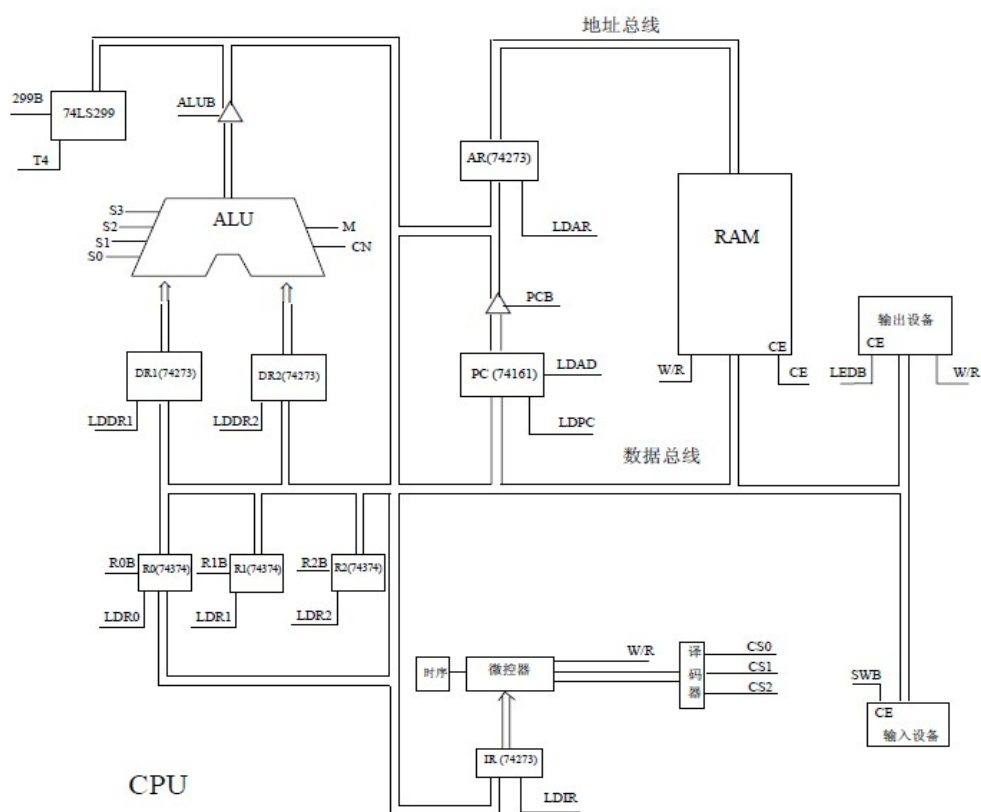 地址总线
299B
74LS299
T4
ALUB
AR(74273)
LDAR
S3
S2
S1
S0
ALU
M
CN
RAM
PCB
输出设备
CE
LEDB
W/R
W/R
CE
CE
PC (74161)
LDAD
LDPC
DR1(74273)
DR2(74273)
LDDR1
LDDR2
数据总线
R0B
R0(74374)
R1B
R1(74374)
R2B
R2(74374)
LDR0
LDR1
LDR2
时序
微控器
W/R
译码器
CS0
CS1
CS2
SWB
CE
输入设备
IR (74273)
LDIR
CPU